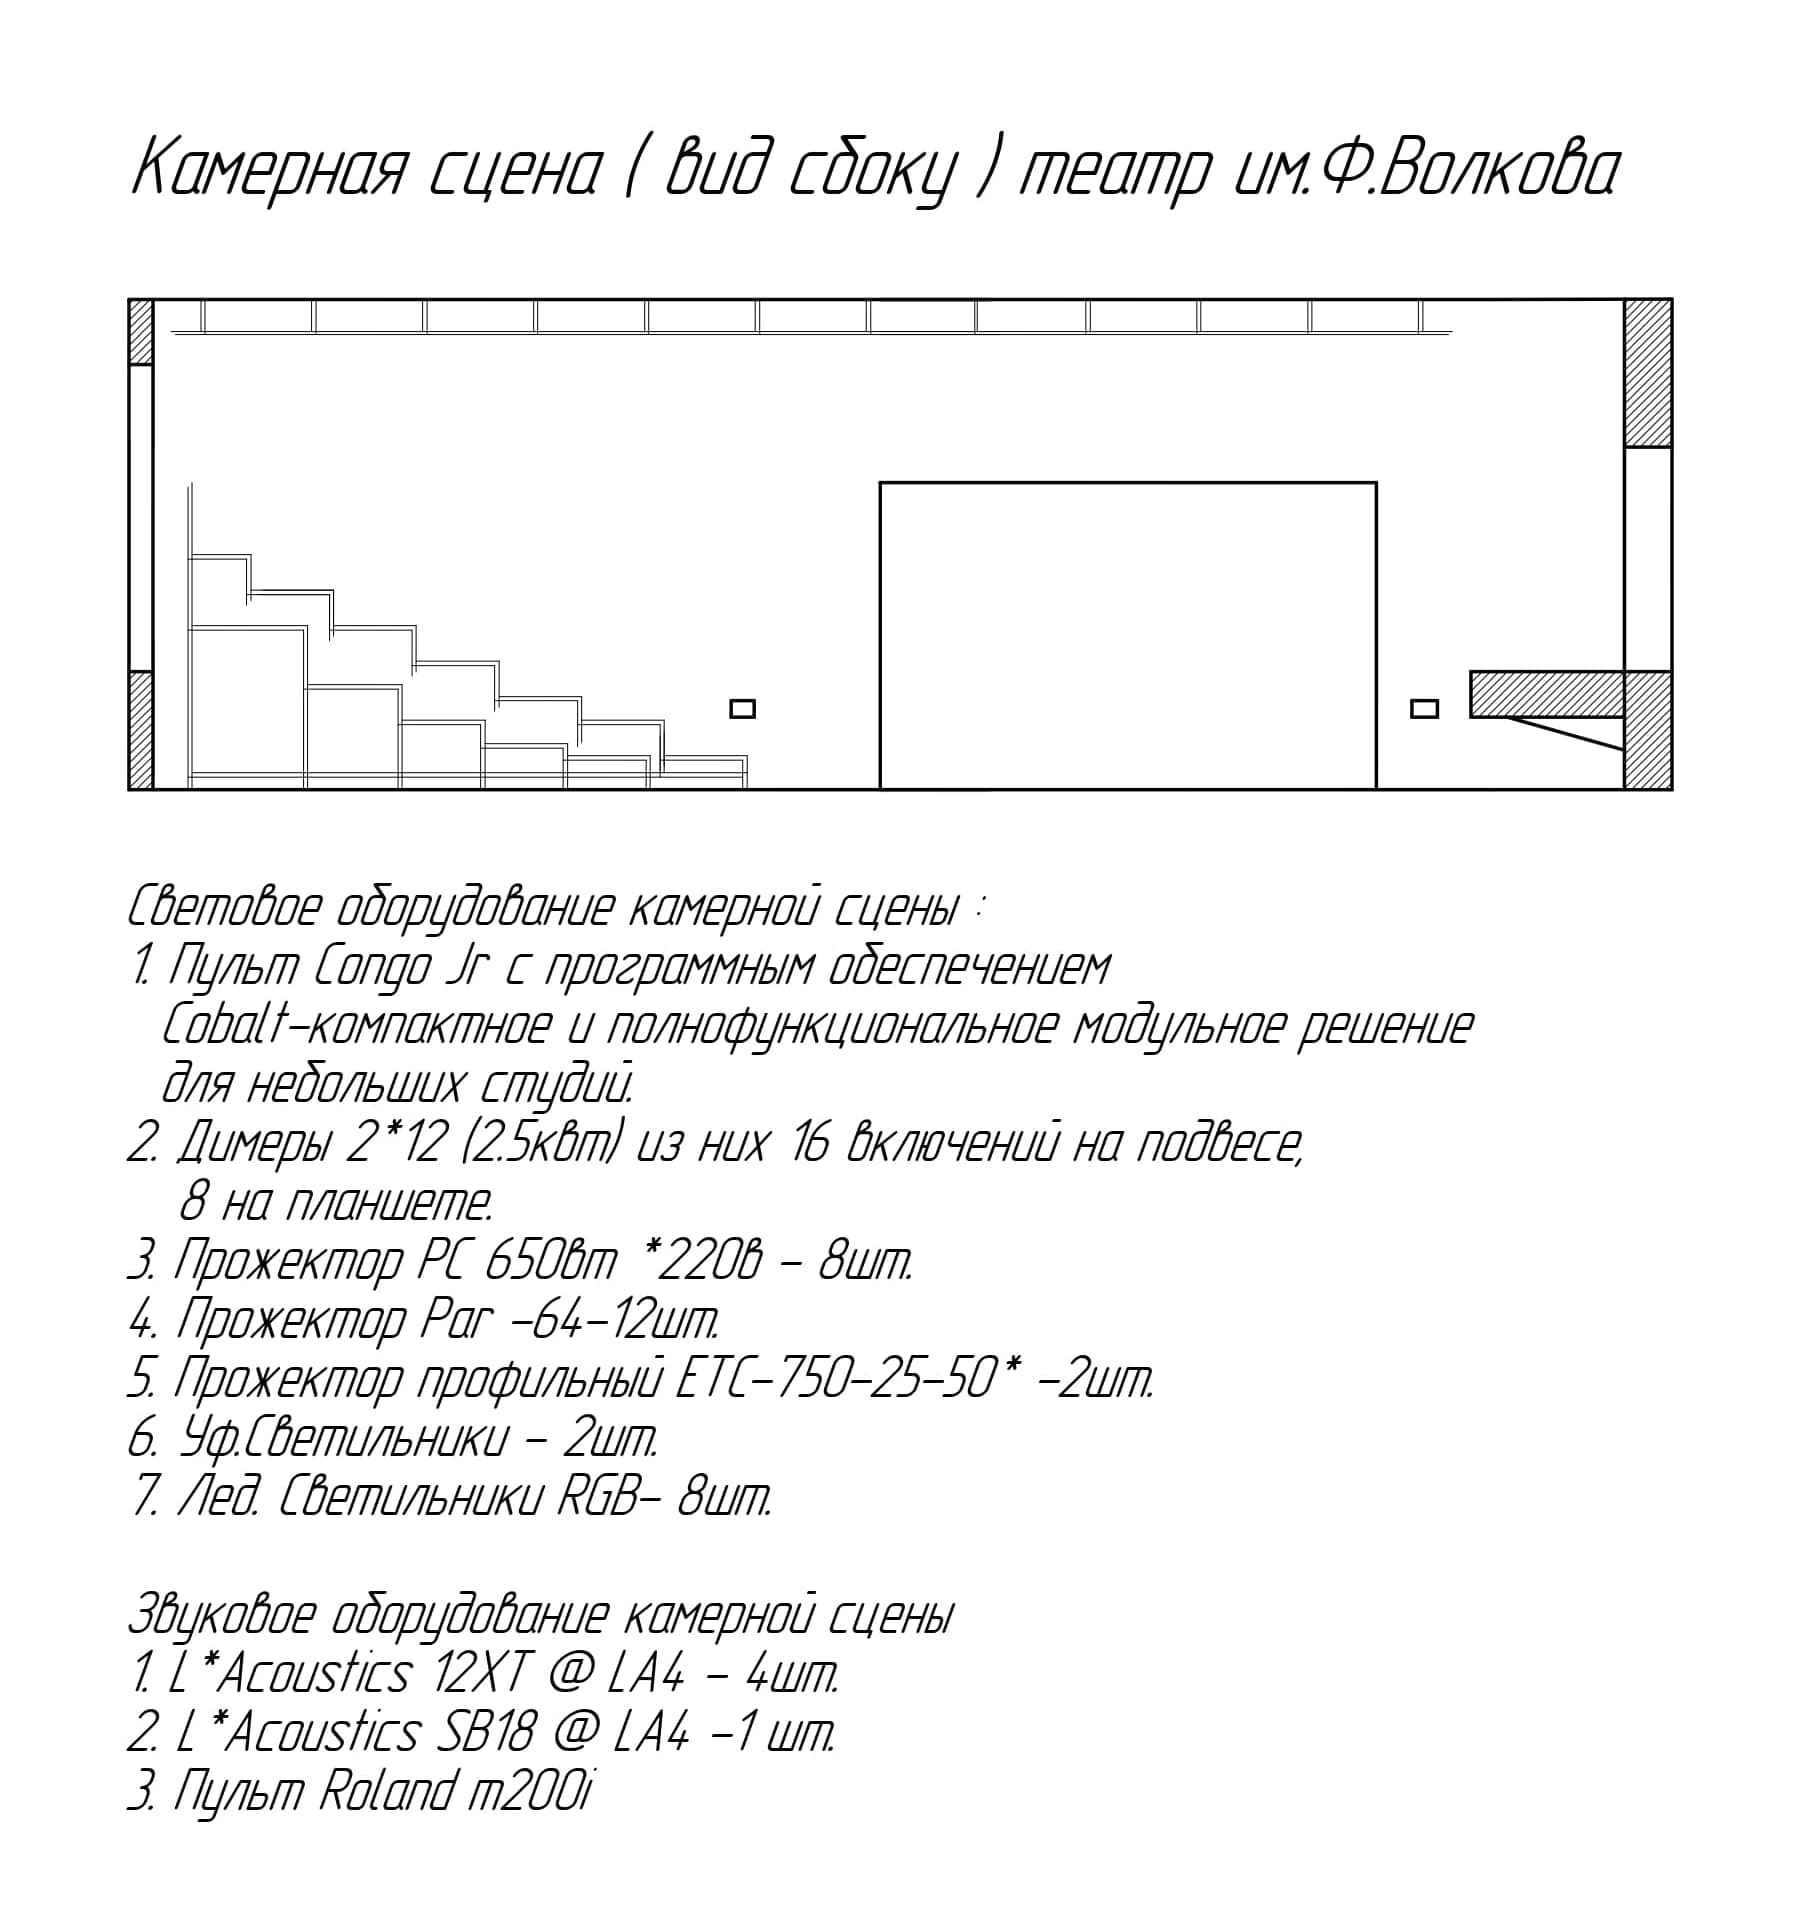 Камерная сцена ( вид сбоку ) театр им.Ф.Волкова
Световое оборудование камерной сцены :
1. Пульт Congo Jr с программным обеспечением
Cobalt-компактное и полнофункциональное модульное решение
для небольших студий.
2. Димеры 2*12 (2.5квт) из них 16 включений на подвесе,
8 на планшете.
3. Прожектор PC 650вт *220в - 8шт.
4. Прожектор Par -64-12шт.
5. Прожектор профильный ETC-750-25-50* -2шт.
6. Уф.Светильники - 2шт.
7. Лед. Светильники RGB- 8шт.
Звуковое оборудование камерной сцены
1. L*Acoustics 12XT @ LA4 - 4шт.
2. L*Acoustics SB18 @ LA4 -1 шт.
3. Пульт Roland m200i